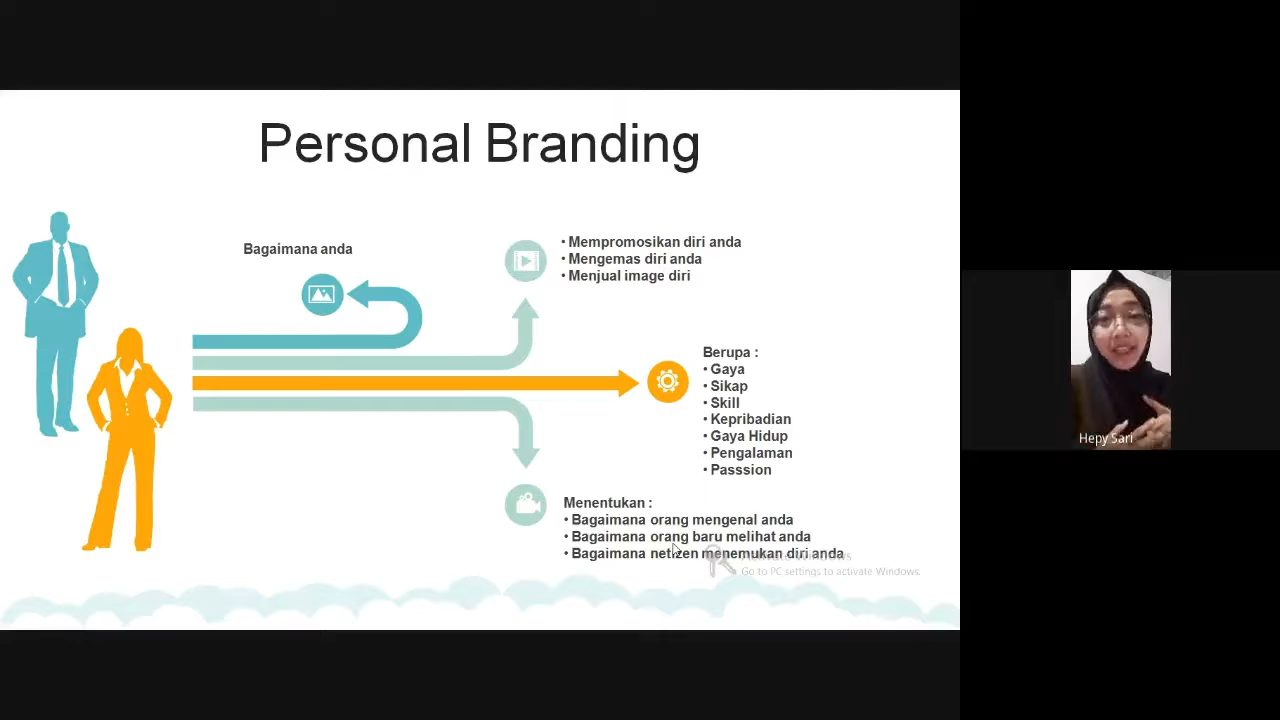 Personal Branding
Bagaimana anda
• Mempromosikan diri anda
• Mengemas diri anda
• Menjual image diri
Berupa :
• Gaya
• Sikap
• Skill
• Kepribadian
• Gaya Hidup
• Pengalaman
• Passsion
Menentukan :
• Bagaimana orang mengenal anda
• Bagaimana orang baru melihat anda
• Bagaimana netizen menemukan diri anda
Activate Windows
Go to PC settings to activate Windows.
Hepy Sari